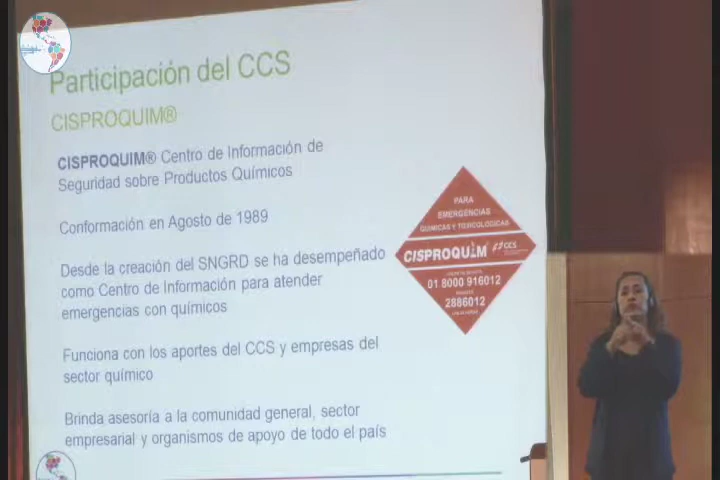 Participación del CCS
CISPROQUIM®
CISPROQUIM® Centro de Información de
Seguridad sobre Productos Químicos
Conformación en Agosto de 1989
Desde la creación del SNGRD se ha desempeñado
como Centro de Información para atender
emergencias con químicos
Funciona con los aportes del CCS y empresas del
sector químico
Brinda asesoría a la comunidad general, sector
empresarial y organismos de apoyo de todo el país
PARA
EMERGENCIAS
QUÍMICAS Y TOXICOLÓGICAS
CISPROQUIM CCS
01 8000 916012
2886012